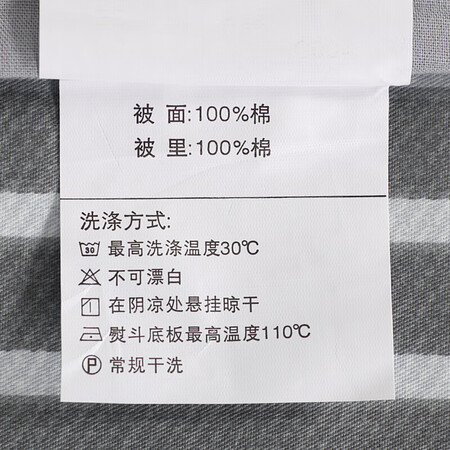 被 面:100%棉
被 里:100%棉
洗涤方式:
30 最高洗涤温度30℃
不可漂白
在阴凉处悬挂晾干
熨斗底板最高温度110℃
P 常规干洗